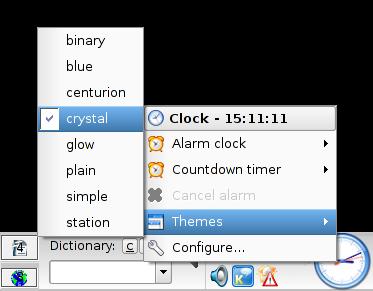 binary
blue
centurion
crystal
glow
plain
simple
station
Clock - 15:11:11
Alarm clock
Countdown timer
Cancel alarm
Themes
Configure...
Dictionary: C